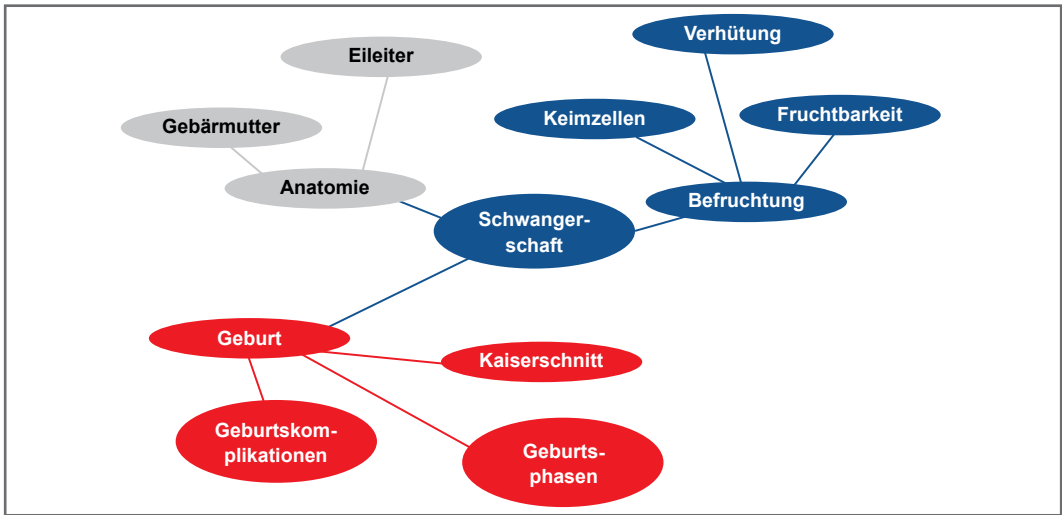 Verhütung
Eileiter
Fruchtbarkeit
Keimzellen
Gebärmutter
Anatomie
Befruchtung
Schwanger-
schaft
Geburt
Kaiserschnitt
Geburtskom-
plikationen
Geburts-
phasen